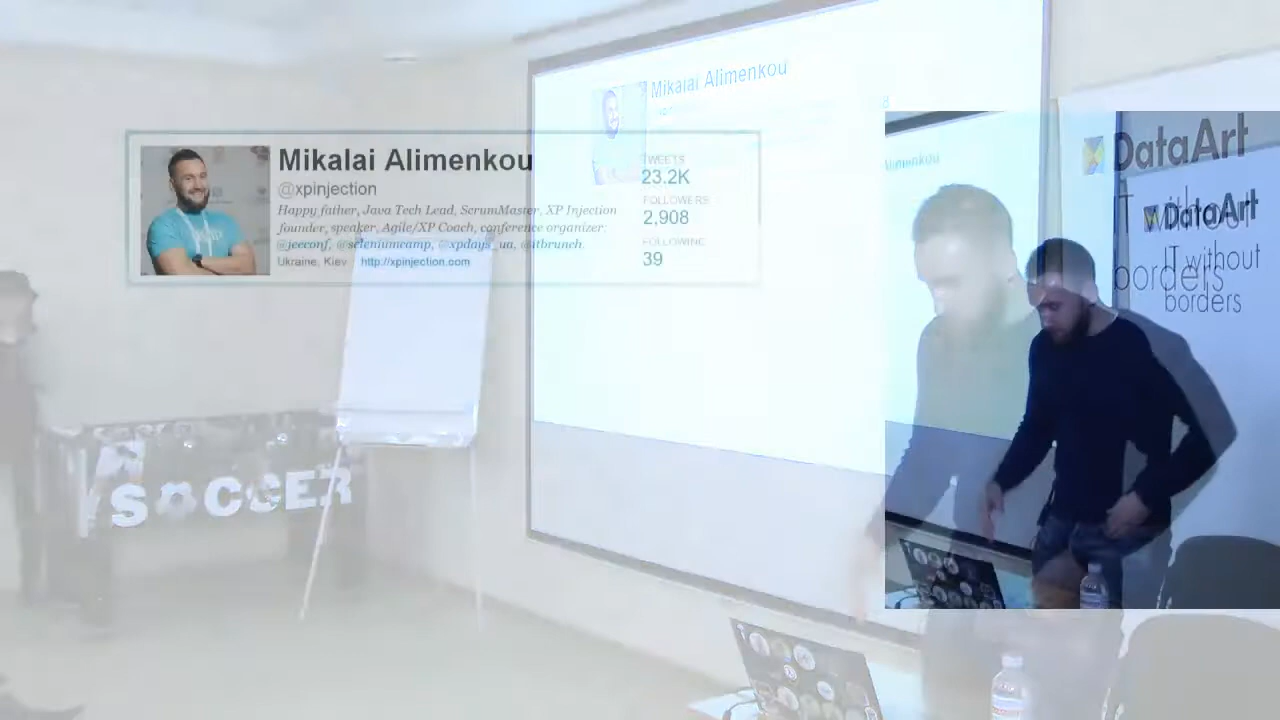 Mikalai Alimenkou
Mikalai Alimenkou
@xpinjection
Happy father, Java Tech Lead, ScrumMaster, XP Injection
founder, speaker, Agile/XP Coach, conference organizer:
@jeeconf, @seleniumcamp, @xpdays_ua, @itbrunch.
Ukraine, Kiev
http://xpinjection.com
TWEETS
23.2K
FOLLOWERS
2,908
FOLLOWING
39
Alimenkou
DataArt
IT without
borders
DataArt
IT without
borders
SOCCER